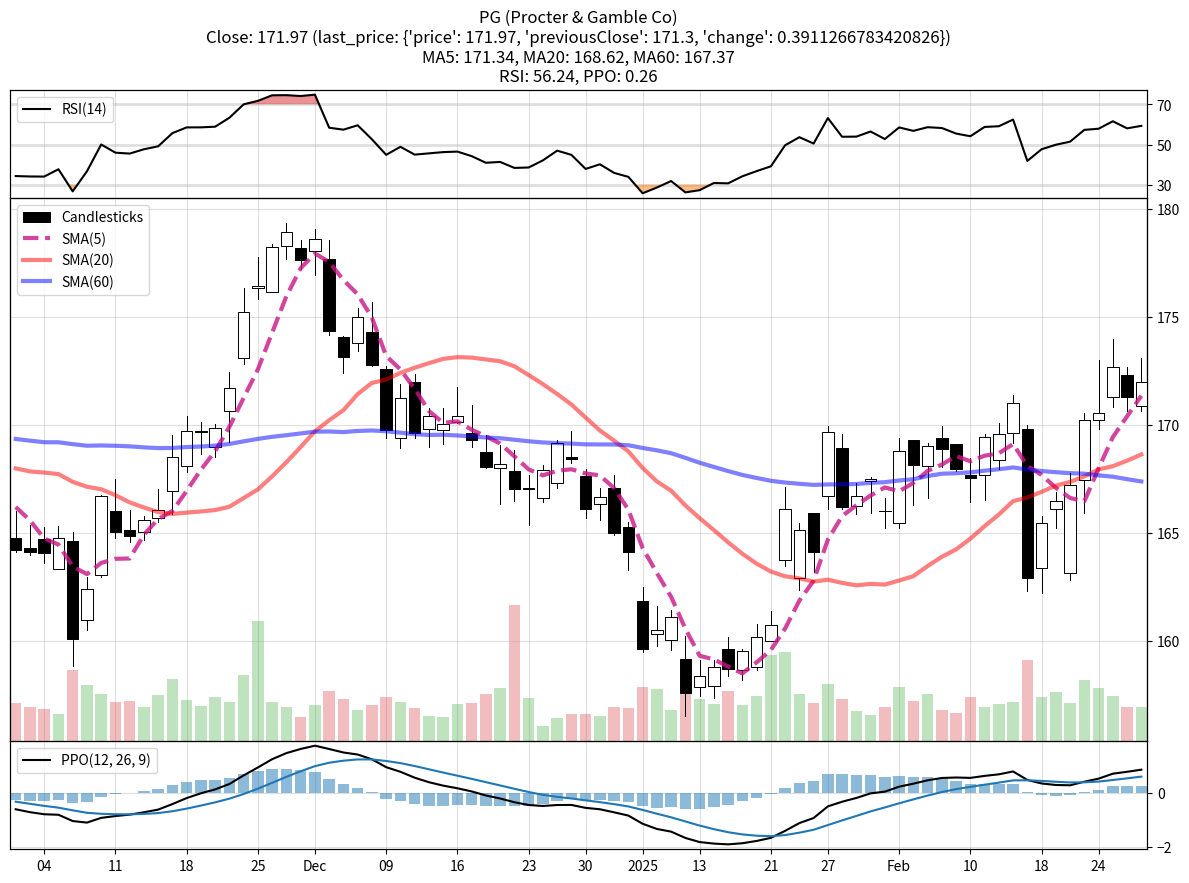 PG (Procter & Gamble Co)
Close: 171.97 (last_price: {'price': 171.97, 'previousClose': 171.3, 'change': 0.3911266783420826})
MA5: 171.34, MA20: 168.62, MA60: 167.37
RSI: 56.24, PPO: 0.26
RSI(14)
70
50
30
Candlesticks
SMA(5)
SMA(20)
SMA(60)
180
175
170
165
160
PPO(12, 26, 9)
0
−2
04 11 18 25 Dec 09 16 23 30 2025 13 21 27 Feb 10 18 24